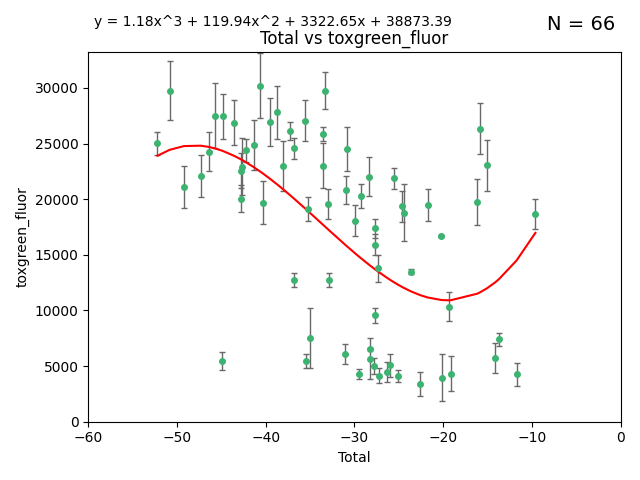 y = 1.18x^3 + 119.94x^2 + 3322.65x + 38873.39
N = 66
Total vs toxgreen_fluor
30000
25000
20000
15000
10000
5000
0
toxgreen_fluor
−60
−50
−40
−30
−20
−10
0
Total